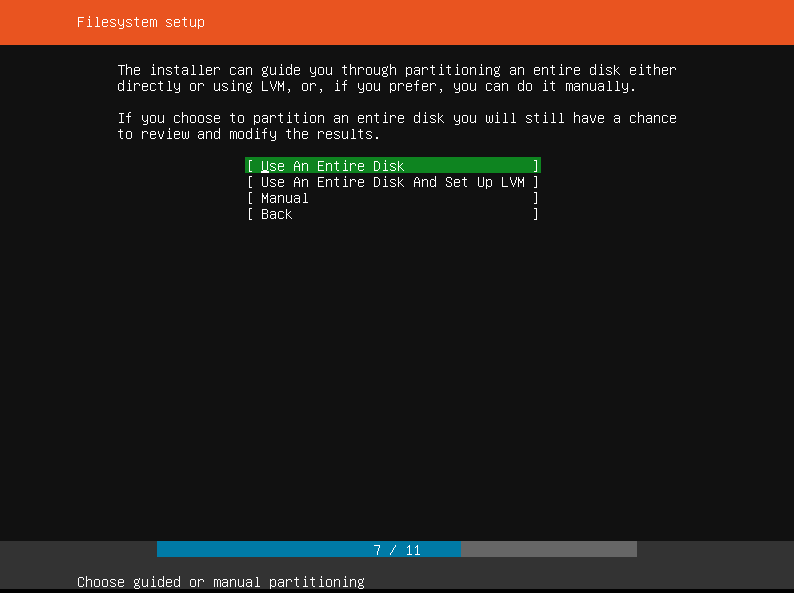 Filesystem setup
The installer can guide you through partitioning an entire disk either
directly or using LVM, or, if you prefer, you can do it manually.
If you choose to partition an entire disk you will still have a chance
to review and modify the results.
[ Use An Entire Disk ]
[ Use An Entire Disk And Set Up LVM ]
[ Manual ]
[ Back ]
7 / 11
Choose guided or manual partitioning